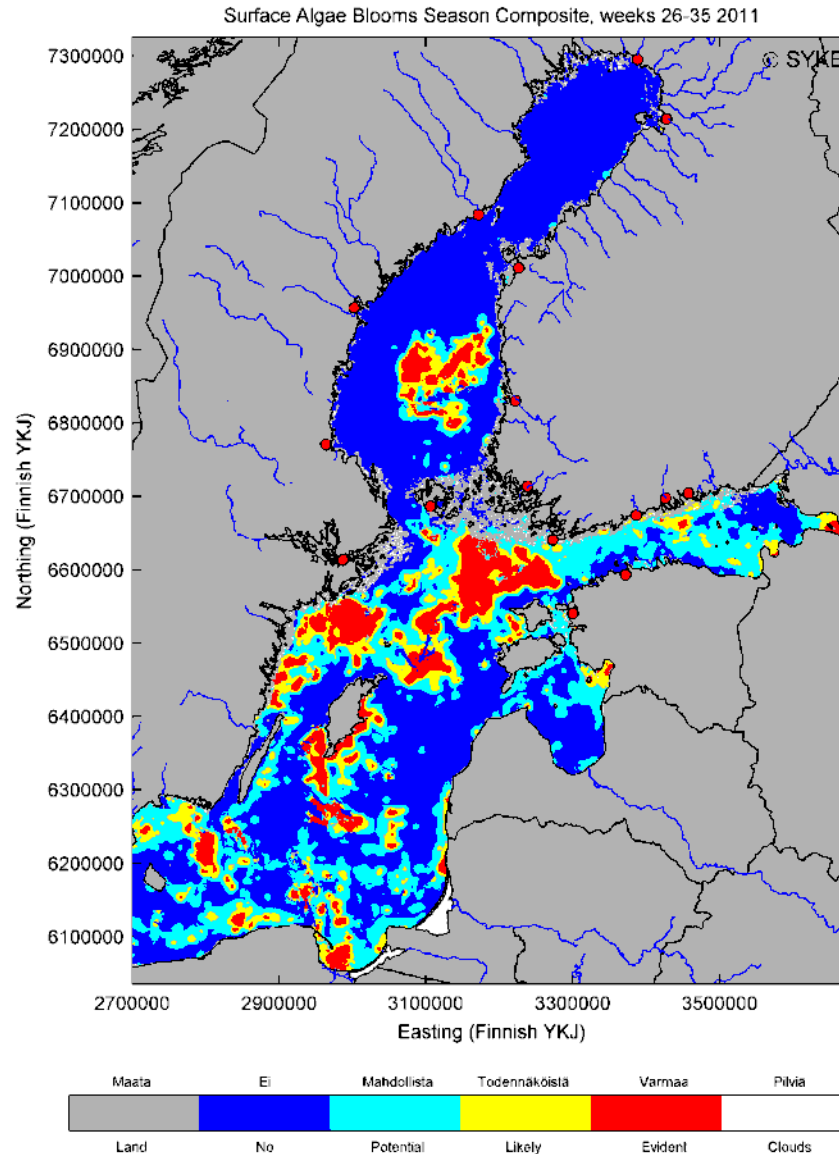 Surface Algae Blooms Season Composite, weeks 26-35 2011
© SYKE
7300000
7200000
7100000
7000000
6900000
6800000
6700000
6600000
6500000
6400000
6300000
6200000
6100000
Northing (Finnish YKJ)
2700000 2900000 3100000 3300000 3500000
Easting (Finnish YKJ)
Maata Ei Mahdollista Todennäköistä Varmaa Pilviä
Land No Potential Likely Evident Clouds